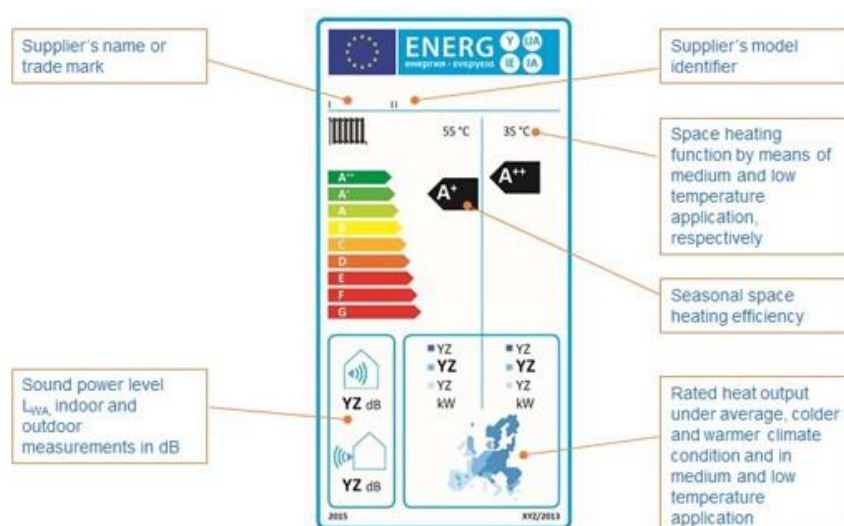 Supplier's name or
trade mark
ENERG
енергия · ενεργεια
Y UA
IE IA
Supplier's model
identifier
I II
55 °C 35 °C
Space heating
function by means of
medium and low
temperature
application,
respectively
A++
A+
A
B
C
D
E
F
G
A+
A++
Seasonal space
heating efficiency
Sound power level
LWA, indoor and
outdoor
measurements in dB
YZ dB
YZ dB
YZ YZ
YZ YZ
YZ YZ
kW kW
Rated heat output
under average, colder
and warmer climate
condition and in
medium and low
temperature
application
2015 XYZ/2013